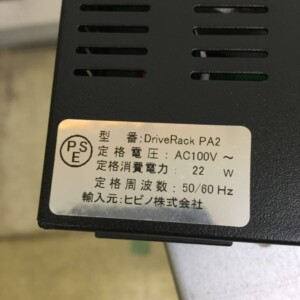 PSE
型　番:DriveRack PA2
定格電圧:AC100V ～
定格消費電力: 22 W
定格周波数:50/60 Hz
輸入元:ヒビノ株式会社